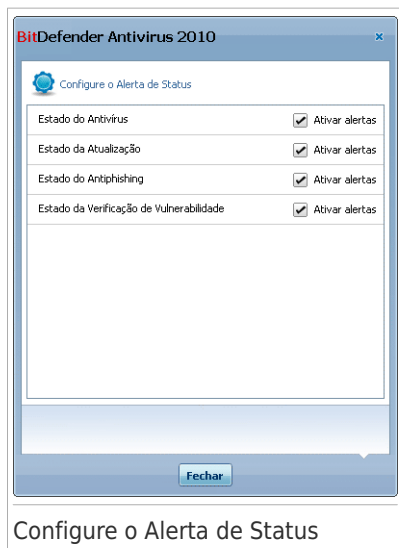 BitDefender Antivirus 2010
Configure o Alerta de Status
Estado do Antivírus Ativar alertas
Estado da Atualização Ativar alertas
Estado do Antiphishing Ativar alertas
Estado da Verificação de Vulnerabilidade Ativar alertas
Fechar
Configure o Alerta de Status